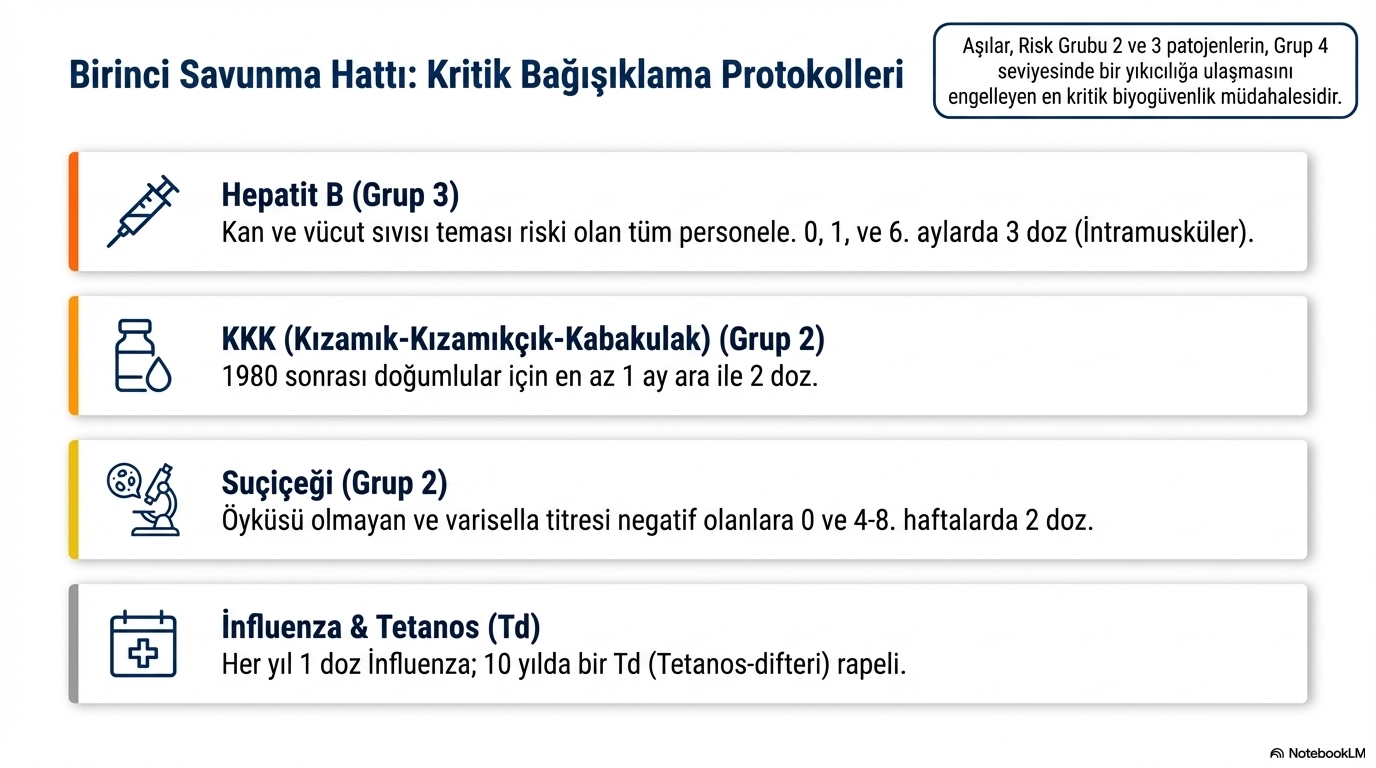 Birinci Savunma Hattı: Kritik Bağışıklama Protokolleri
Aşılar, Risk Grubu 2 ve 3 patojenlerin, Grup 4
seviyesinde bir yıkıcılığa ulaşmasını
engelleyen en kritik biyogüvenlik müdahalesidir.
Hepatit B (Grup 3)
Kan ve vücut sıvısı teması riski olan tüm personele. 0, 1, ve 6. aylarda 3 doz (İntramusküler).
KKK (Kızamık-Kızamıkçık-Kabakulak) (Grup 2)
1980 sonrası doğumlular için en az 1 ay ara ile 2 doz.
Suçiçeği (Grup 2)
Öyküsü olmayan ve varisella titresi negatif olanlara 0 ve 4-8. haftalarda 2 doz.
İnfluenza & Tetanos (Td)
Her yıl 1 doz İnfluenza; 10 yılda bir Td (Tetanos-difteri) rapeli.
NotebookLM